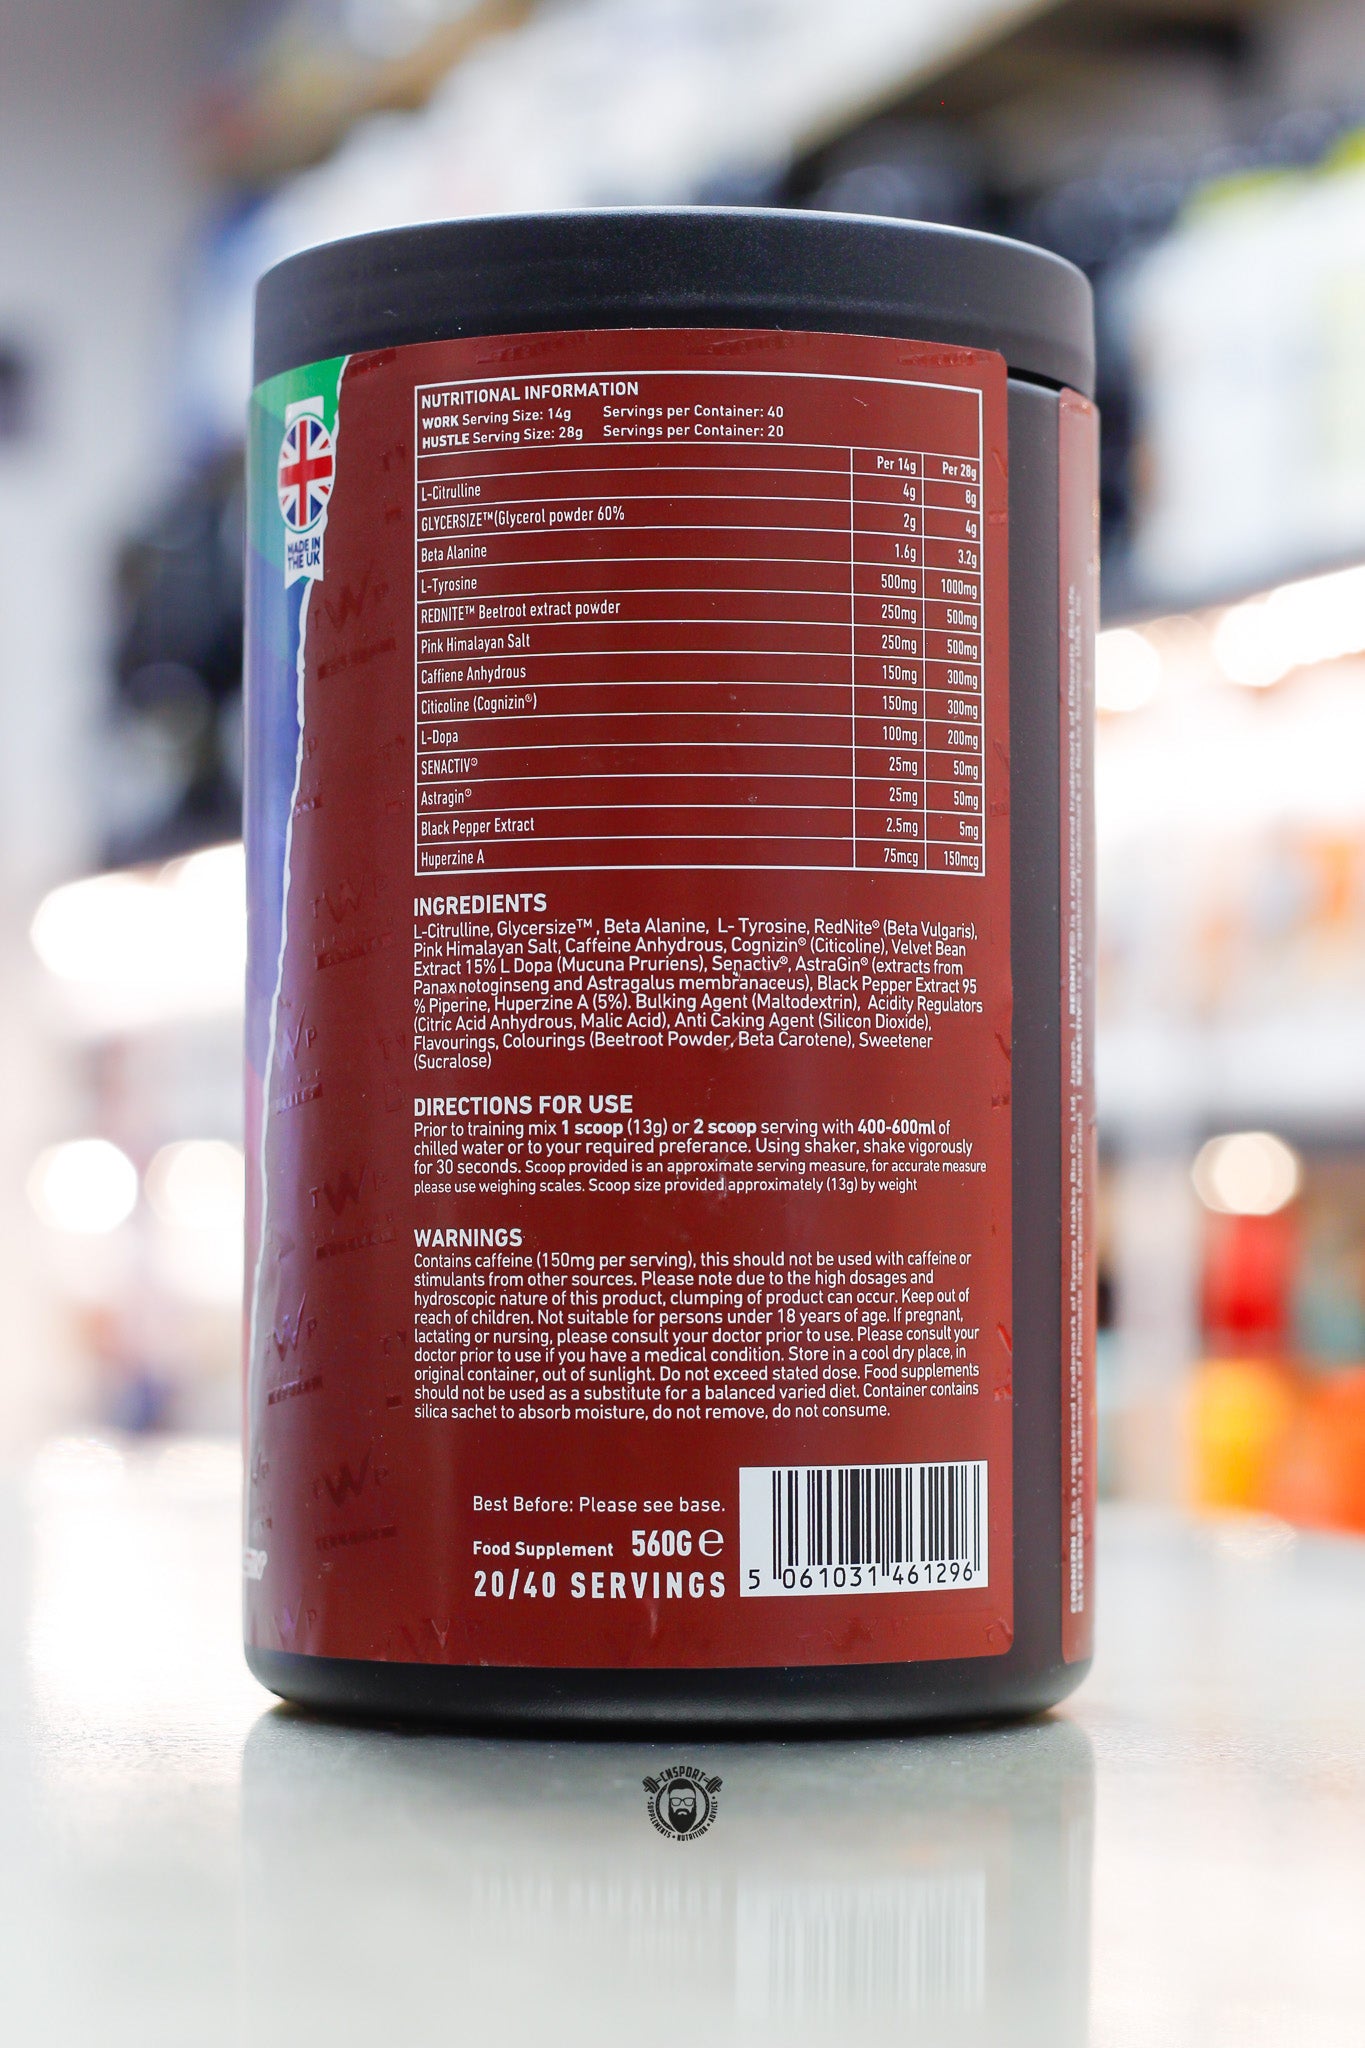 MADE IN
THE UK
NUTRITIONAL INFORMATION
WORK Serving Size: 14g Servings per Container: 40
HUSTLE Serving Size: 28g Servings per Container: 20
Per 14g Per 28g
L-Citrulline 4g 8g
GLYCERSIZE™(Glycerol powder 60% 2g 4g
Beta Alanine 1.6g 3.2g
L-Tyrosine 500mg 1000mg
REDNITE™ Beetroot extract powder 250mg 500mg
Pink Himalayan Salt 250mg 500mg
Caffiene Anhydrous 150mg 300mg
Citicoline (Cognizin®) 150mg 300mg
L-Dopa 100mg 200mg
SENACTIV® 25mg 50mg
Astragin® 25mg 50mg
Black Pepper Extract 2.5mg 5mg
Huperzine A 75mcg 150mcg
INGREDIENTS
L-Citrulline, Glycersize™ , Beta Alanine, L- Tyrosine, RedNite® (Beta Vulgaris),
Pink Himalayan Salt, Caffeine Anhydrous, Cognizin® (Citicoline), Velvet Bean
Extract 15% L Dopa (Mucuna Pruriens), Senactiv®, AstraGin® (extracts from
Panax notoginseng and Astragalus membranaceus), Black Pepper Extract 95
% Piperine, Huperzine A (5%). Bulking Agent (Maltodextrin), Acidity Regulators
(Citric Acid Anhydrous, Malic Acid), Anti Caking Agent (Silicon Dioxide),
Flavourings, Colourings (Beetroot Powder, Beta Carotene), Sweetener
(Sucralose)
DIRECTIONS FOR USE
Prior to training mix 1 scoop (13g) or 2 scoop serving with 400-600ml of
chilled water or to your required preferance. Using shaker, shake vigorously
for 30 seconds. Scoop provided is an approximate serving measure, for accurate measure
please use weighing scales. Scoop size provided approximately (13g) by weight
WARNINGS
Contains caffeine (150mg per serving), this should not be used with caffeine or
stimulants from other sources. Please note due to the high dosages and
hydroscopic nature of this product, clumping of product can occur. Keep out of
reach of children. Not suitable for persons under 18 years of age. If pregnant,
lactating or nursing, please consult your doctor prior to use. Please consult your
doctor prior to use if you have a medical condition. Store in a cool dry place, in
original container, out of sunlight. Do not exceed stated dose. Food supplements
should not be used as a substitute for a balanced varied diet. Container contains
silica sachet to absorb moisture, do not remove, do not consume.
Best Before: Please see base.
Food Supplement 560G ℮
20/40 SERVINGS
5 061031 461296
TWP
CNSPORT
SUPPLEMENTS • NUTRITION • ADVICE